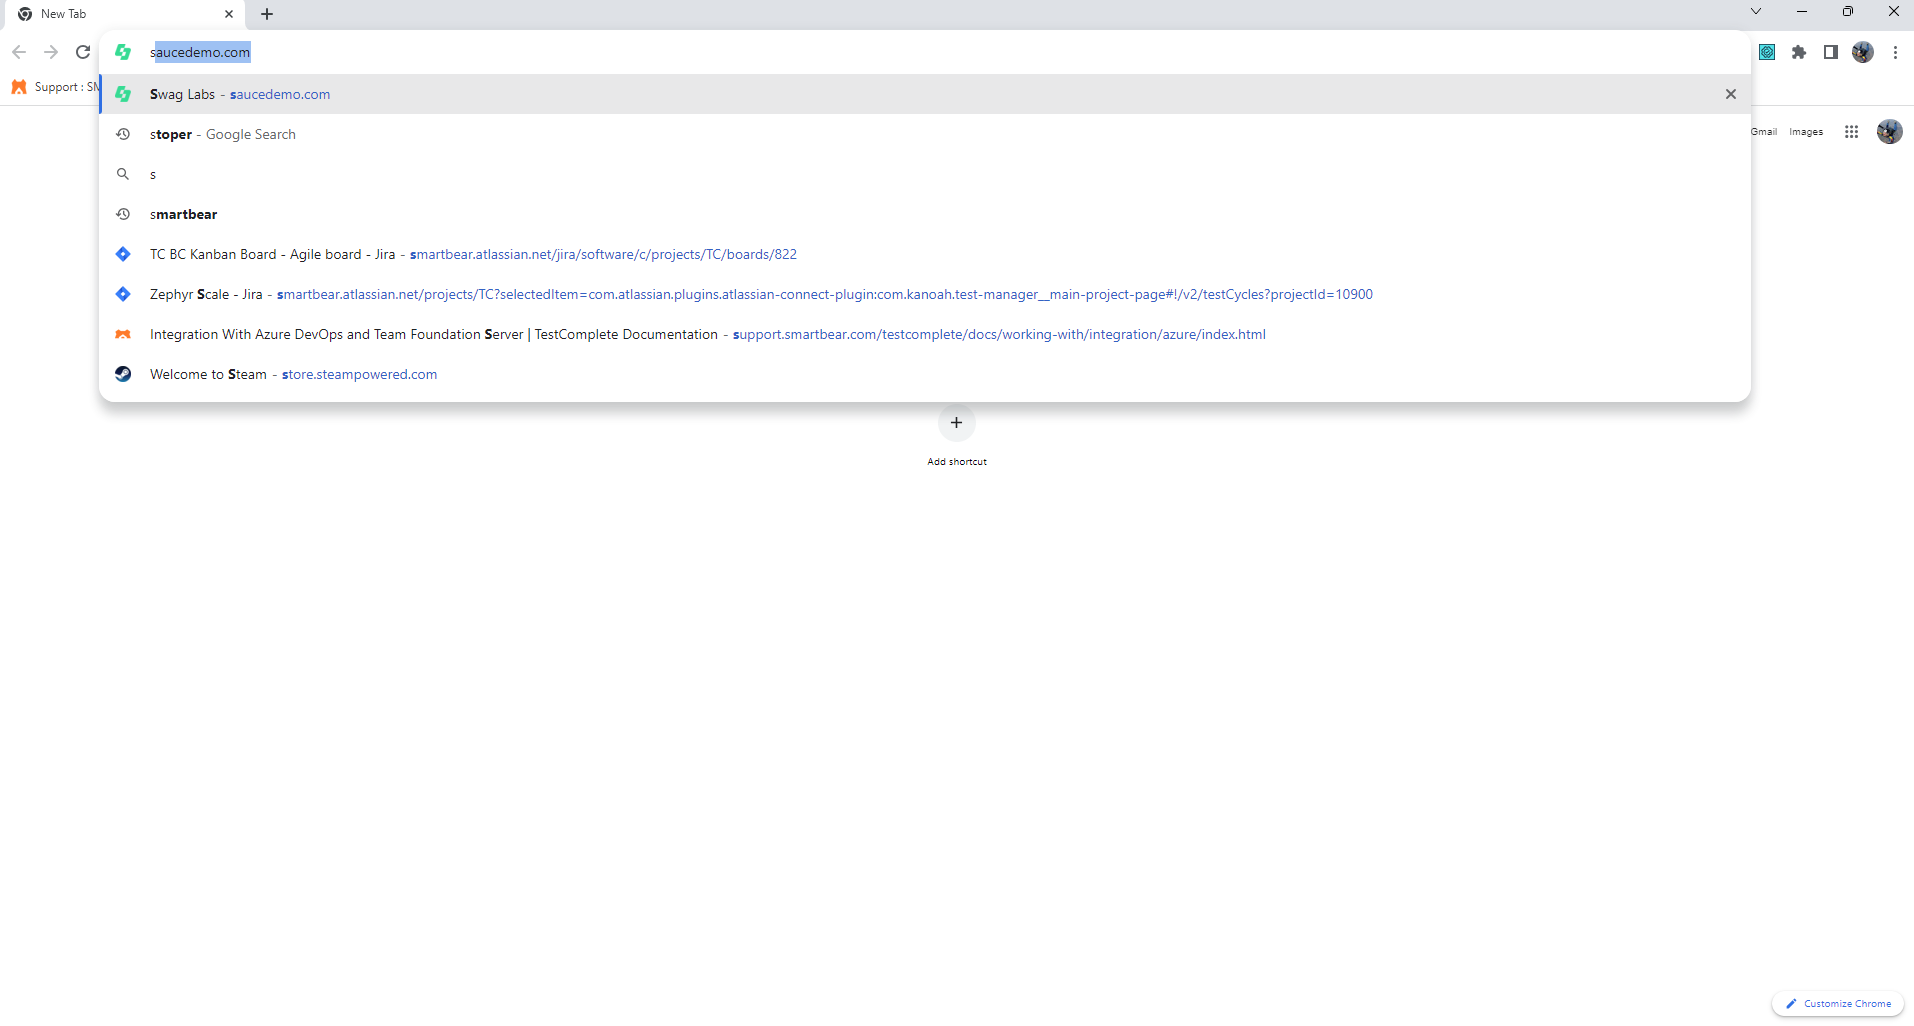 New Tab
saucedemo.com
Support : SM
Swag Labs - saucedemo.com
stoper - Google Search
Gmail Images
s
smartbear
TC BC Kanban Board - Agile board - Jira - smartbear.atlassian.net/jira/software/c/projects/TC/boards/822
Zephyr Scale - Jira - smartbear.atlassian.net/projects/TC?selectedItem=com.atlassian.plugins.atlassian-connect-plugin:com.kanoah.test-manager__main-project-page#!/v2/testCycles?projectId=10900
Integration With Azure DevOps and Team Foundation Server | TestComplete Documentation - support.smartbear.com/testcomplete/docs/working-with/integration/azure/index.html
Welcome to Steam - store.steampowered.com
Add shortcut
Customize Chrome